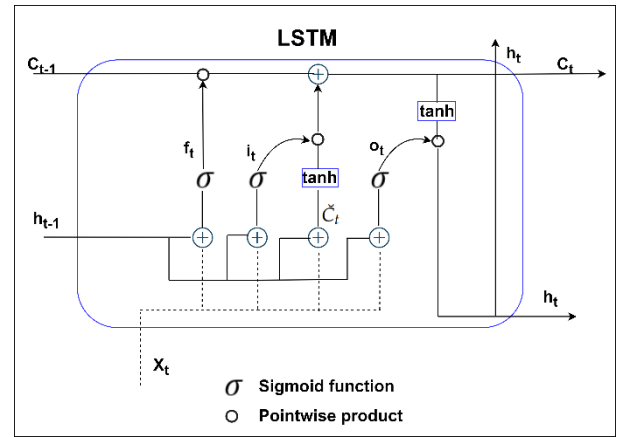 LSTM
C_{t-1}
h_t
C_t
tanh
f_t
i_t
o_t
σ
σ
tanh
σ
Č_t
h_{t-1}
+
+
+
+
+
h_t
X_t
σ Sigmoid function
Pointwise product